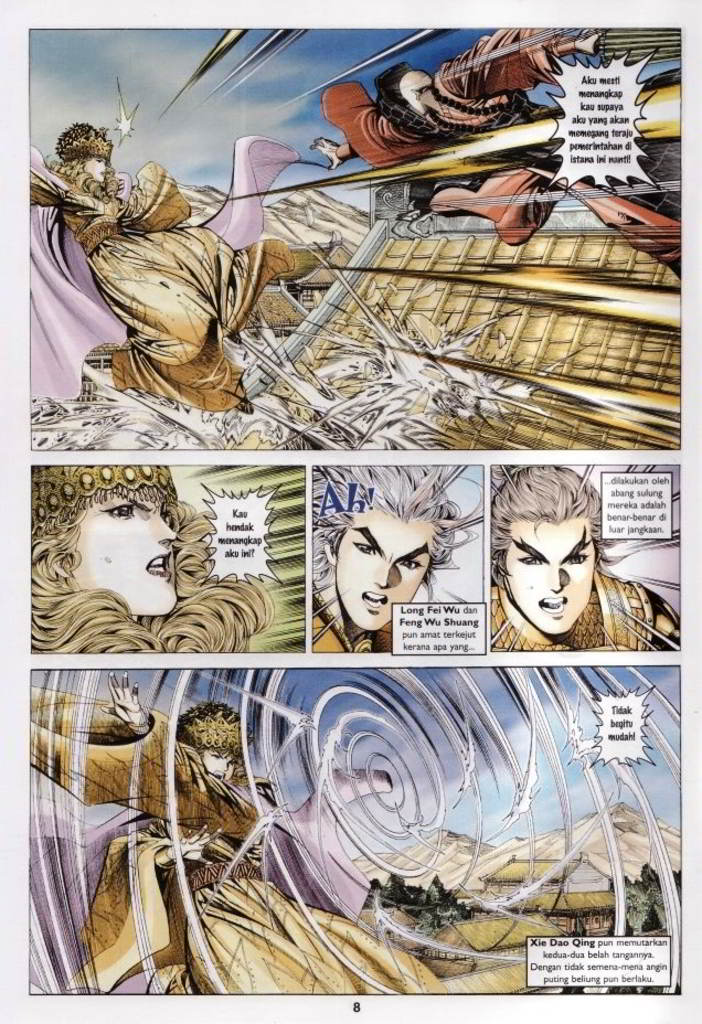 Aku mesti
menangkap
kau supaya
aku yang akan
memegang teraju
pemerintahan di
istana ini nanti!
Kau
hendak
menangkap
aku ini?
Ah!
Long Fei Wu dan
Feng Wu Shuang
pun amat terkejut
kerana apa yang...
...dilakukan oleh
abang sulung
mereka adalah
benar-benar di
luar jangkaan.
Tidak
begitu
mudah!
Xie Dao Qing pun memutarkan
kedua-dua belah tangannya.
Dengan tidak semena-mena angin
puting beliung pun berlaku.
8